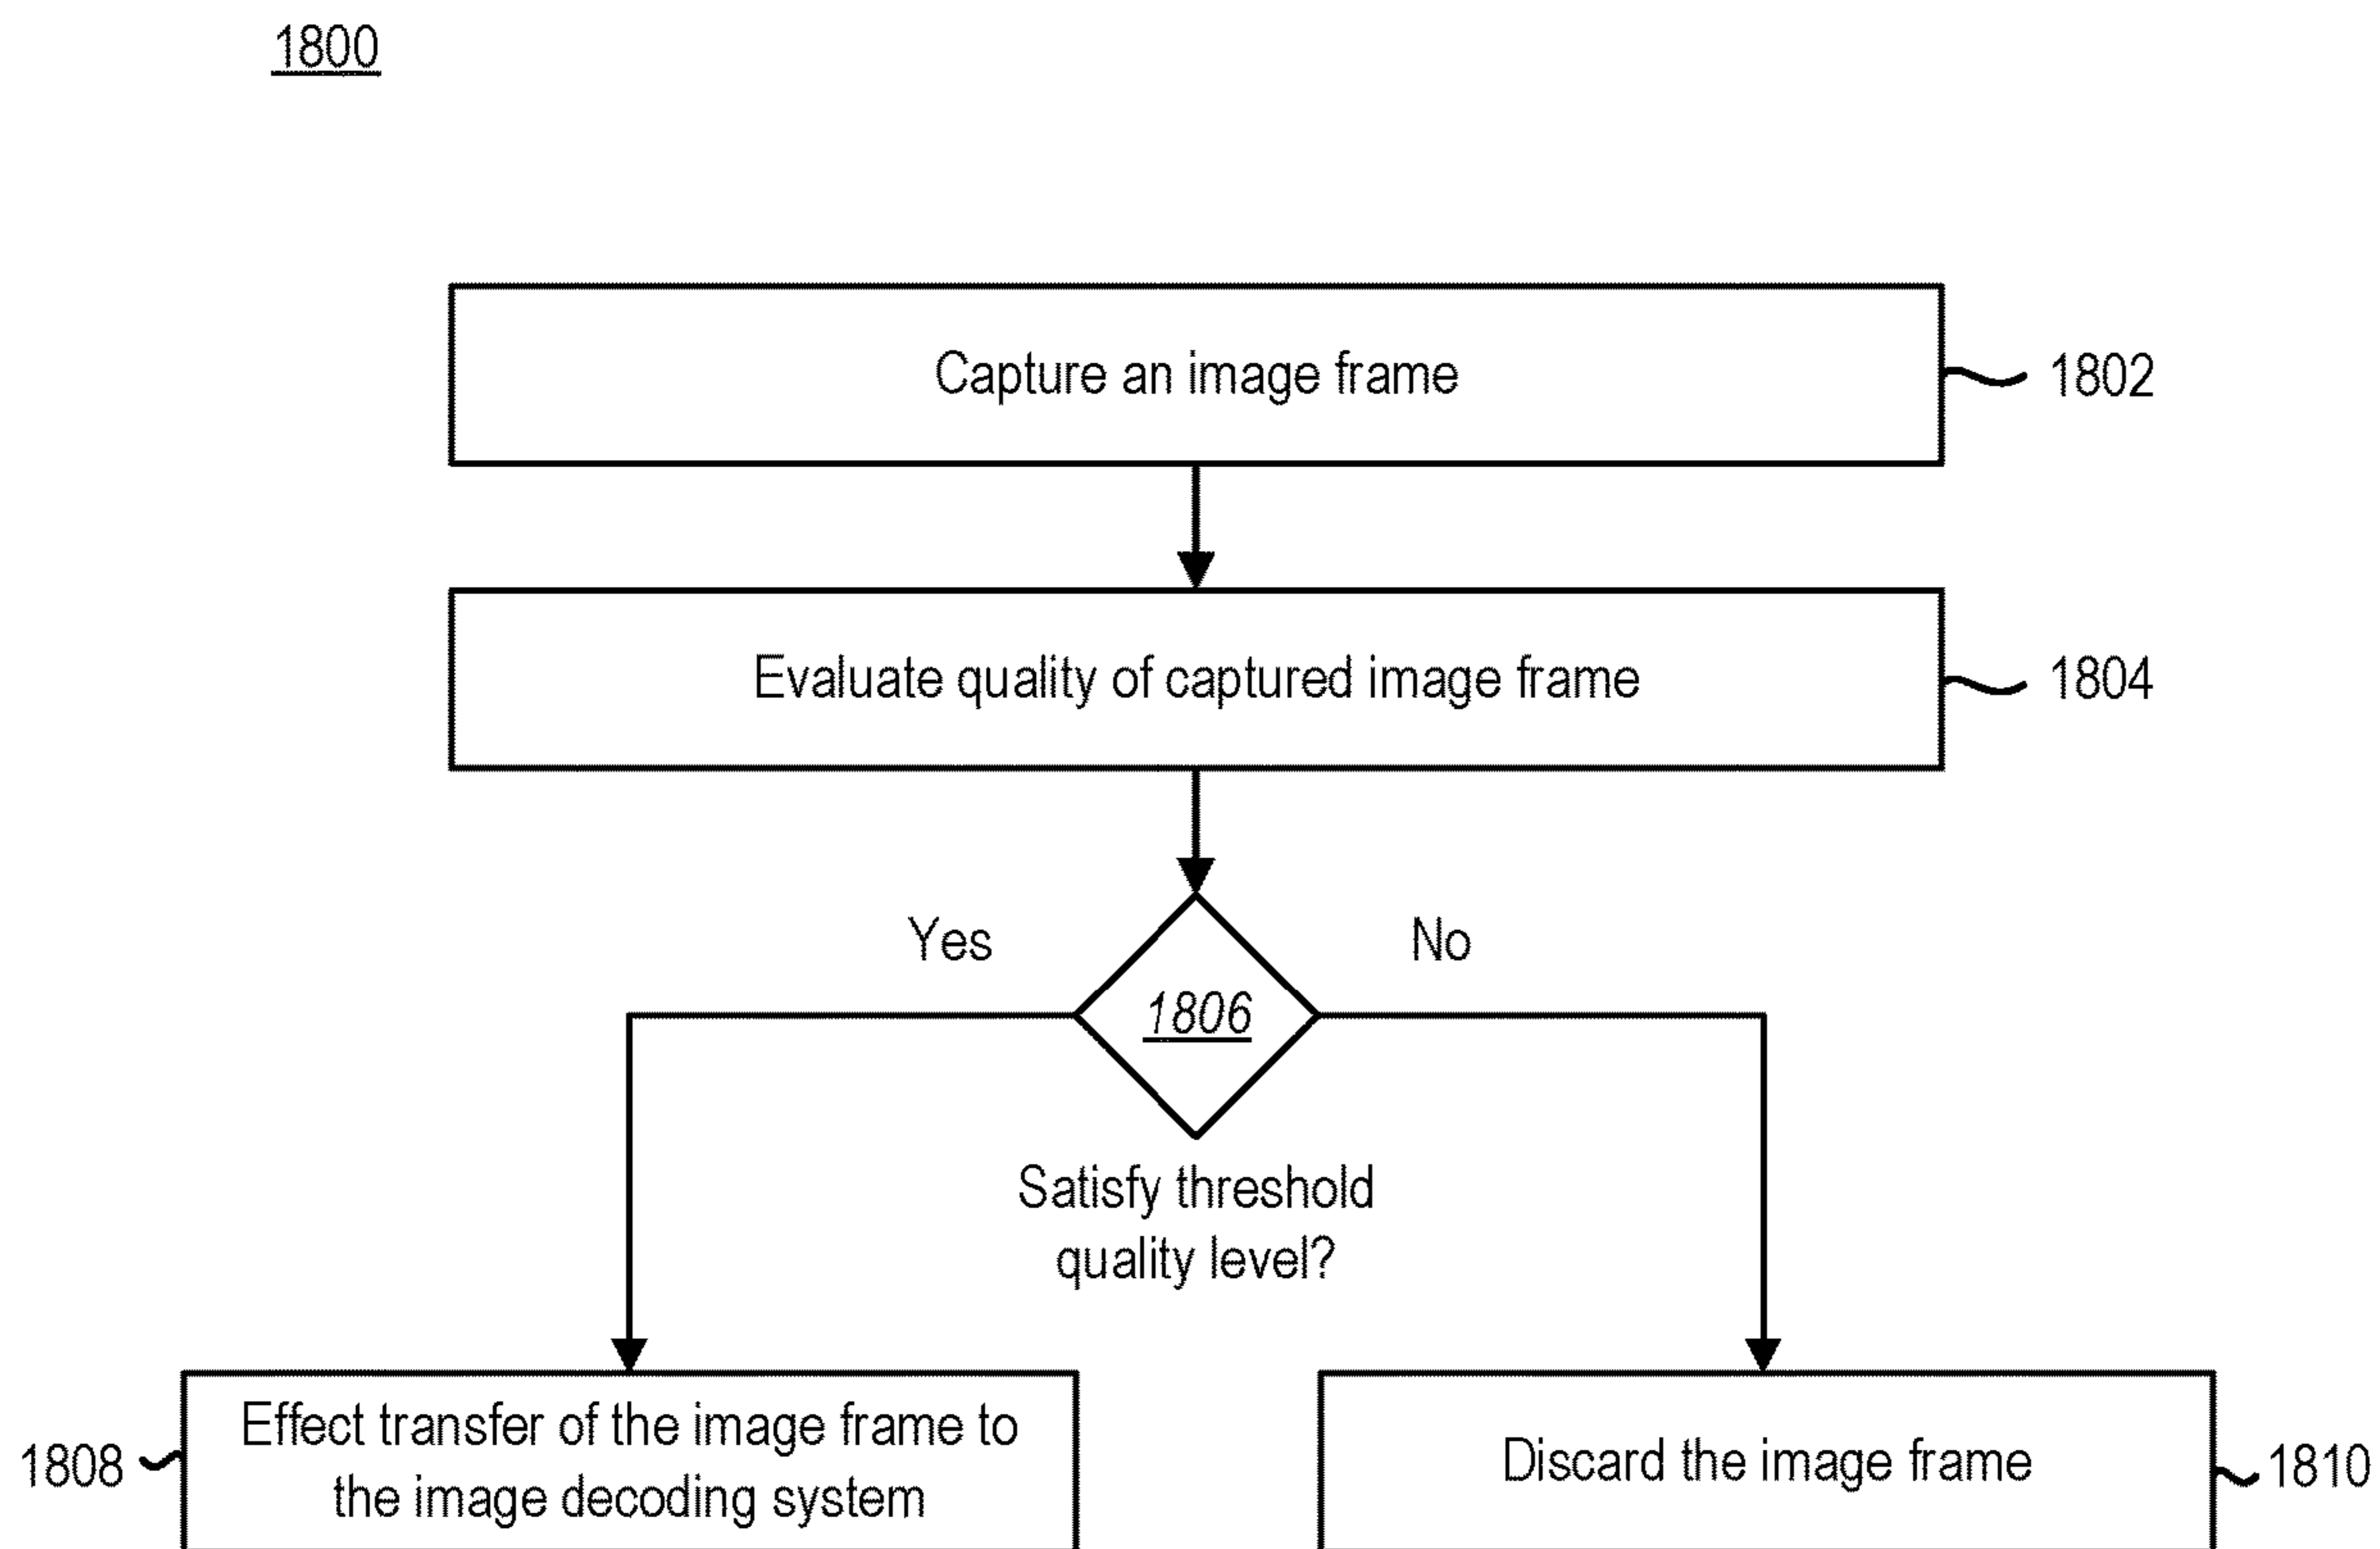 1800
Capture an image frame
1802
Evaluate quality of captured image frame
1804
Yes
No
1806
Satisfy threshold
quality level?
1808
Effect transfer of the image frame to
the image decoding system
Discard the image frame
1810